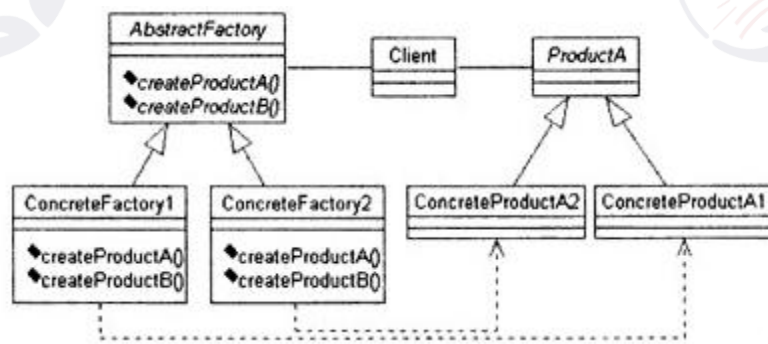 AbstractFactory
createProductA()
createProductB()
Client
ProductA
ConcreteFactory1
createProductA()
createProductB()
ConcreteFactory2
createProductA()
createProductB()
ConcreteProductA2
ConcreteProductA1